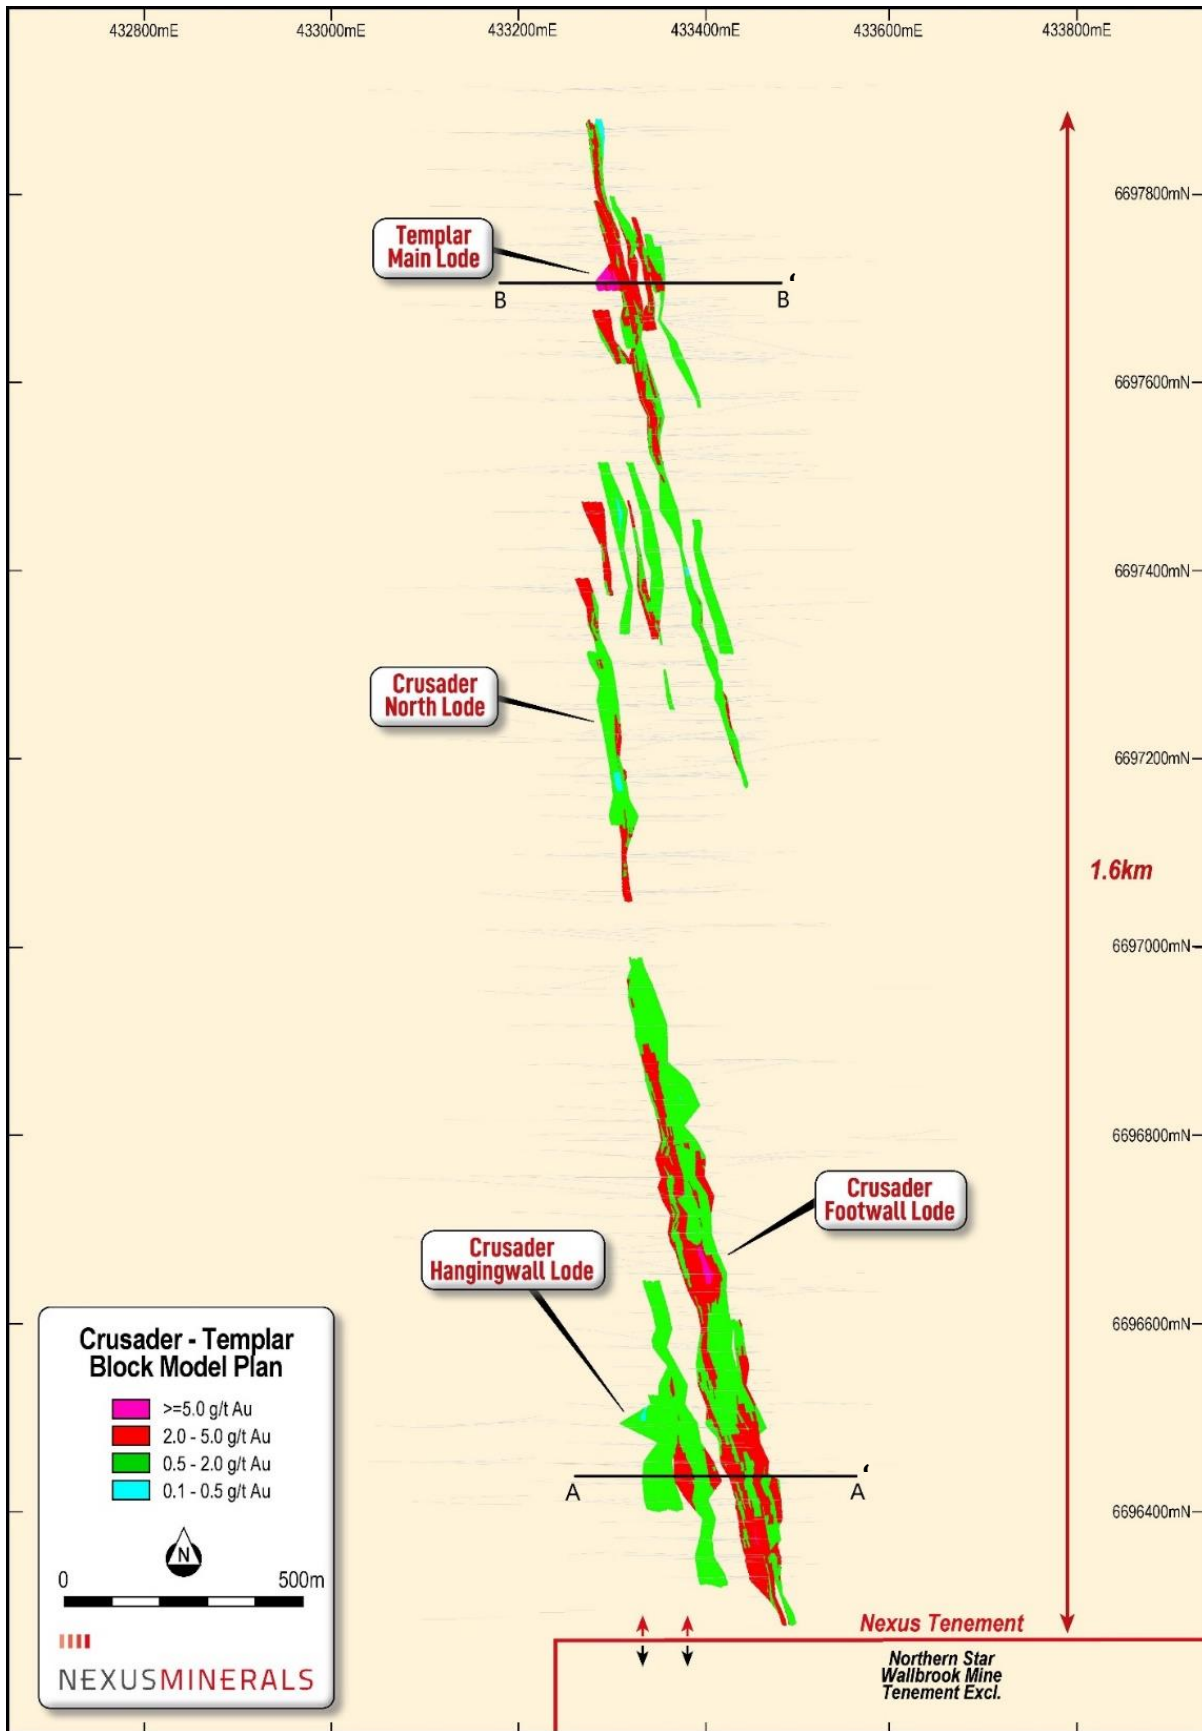 432800mE
433000mE
433200mE
433400mE
433600mE
433800mE
6697800mN
Templar
Main Lode
B
B'
6697600mN
6697400mN
Crusader
North Lode
6697200mN
1.6km
6697000mN
6696800mN
Crusader
Footwall Lode
Crusader
Hangingwall Lode
6696600mN
A
A'
6696400mN
Crusader - Templar
Block Model Plan
>=5.0 g/t Au
2.0 - 5.0 g/t Au
0.5 - 2.0 g/t Au
0.1 - 0.5 g/t Au
N
0
500m
NEXUSMINERALS
Nexus Tenement
Northern Star
Wallbrook Mine
Tenement Excl.